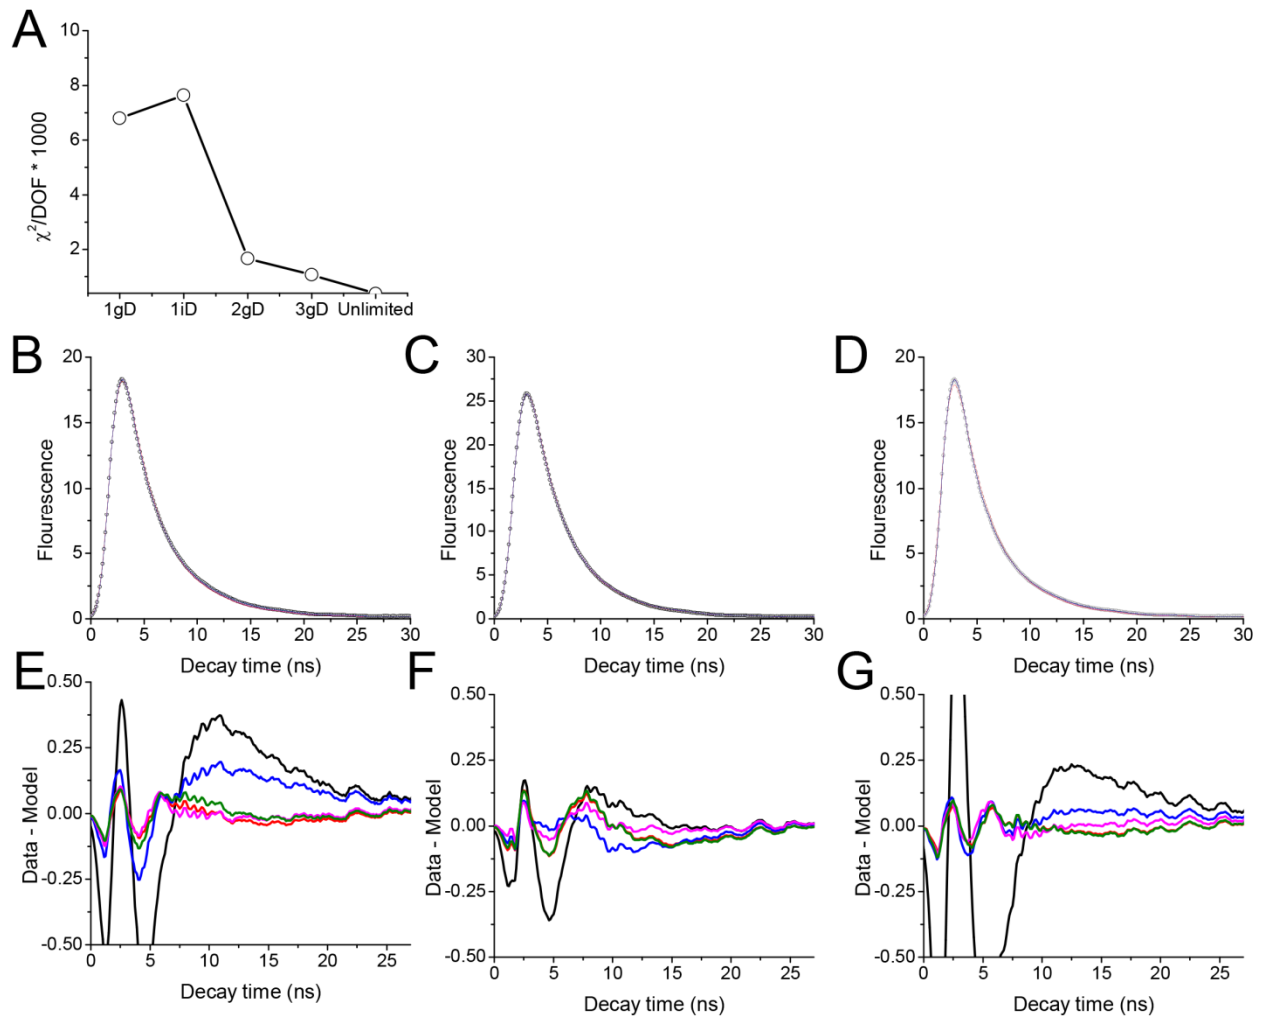 A
10
8
6
4
2
χ²/DOF * 1000
1gD 1iD 2gD 3gD Unlimited
B
20
15
10
5
0
Flourescence
0 5 10 15 20 25 30
Decay time (ns)
C
30
25
20
15
10
5
0
Flourescence
0 5 10 15 20 25 30
Decay time (ns)
D
20
15
10
5
0
Flourescence
0 5 10 15 20 25 30
Decay time (ns)
E
0.50
0.25
0.00
-0.25
-0.50
Data - Model
0 5 10 15 20 25
Decay time (ns)
F
0.50
0.25
0.00
-0.25
-0.50
Data - Model
0 5 10 15 20 25
Decay time (ns)
G
0.50
0.25
0.00
-0.25
-0.50
Data - Model
0 5 10 15 20 25
Decay time (ns)